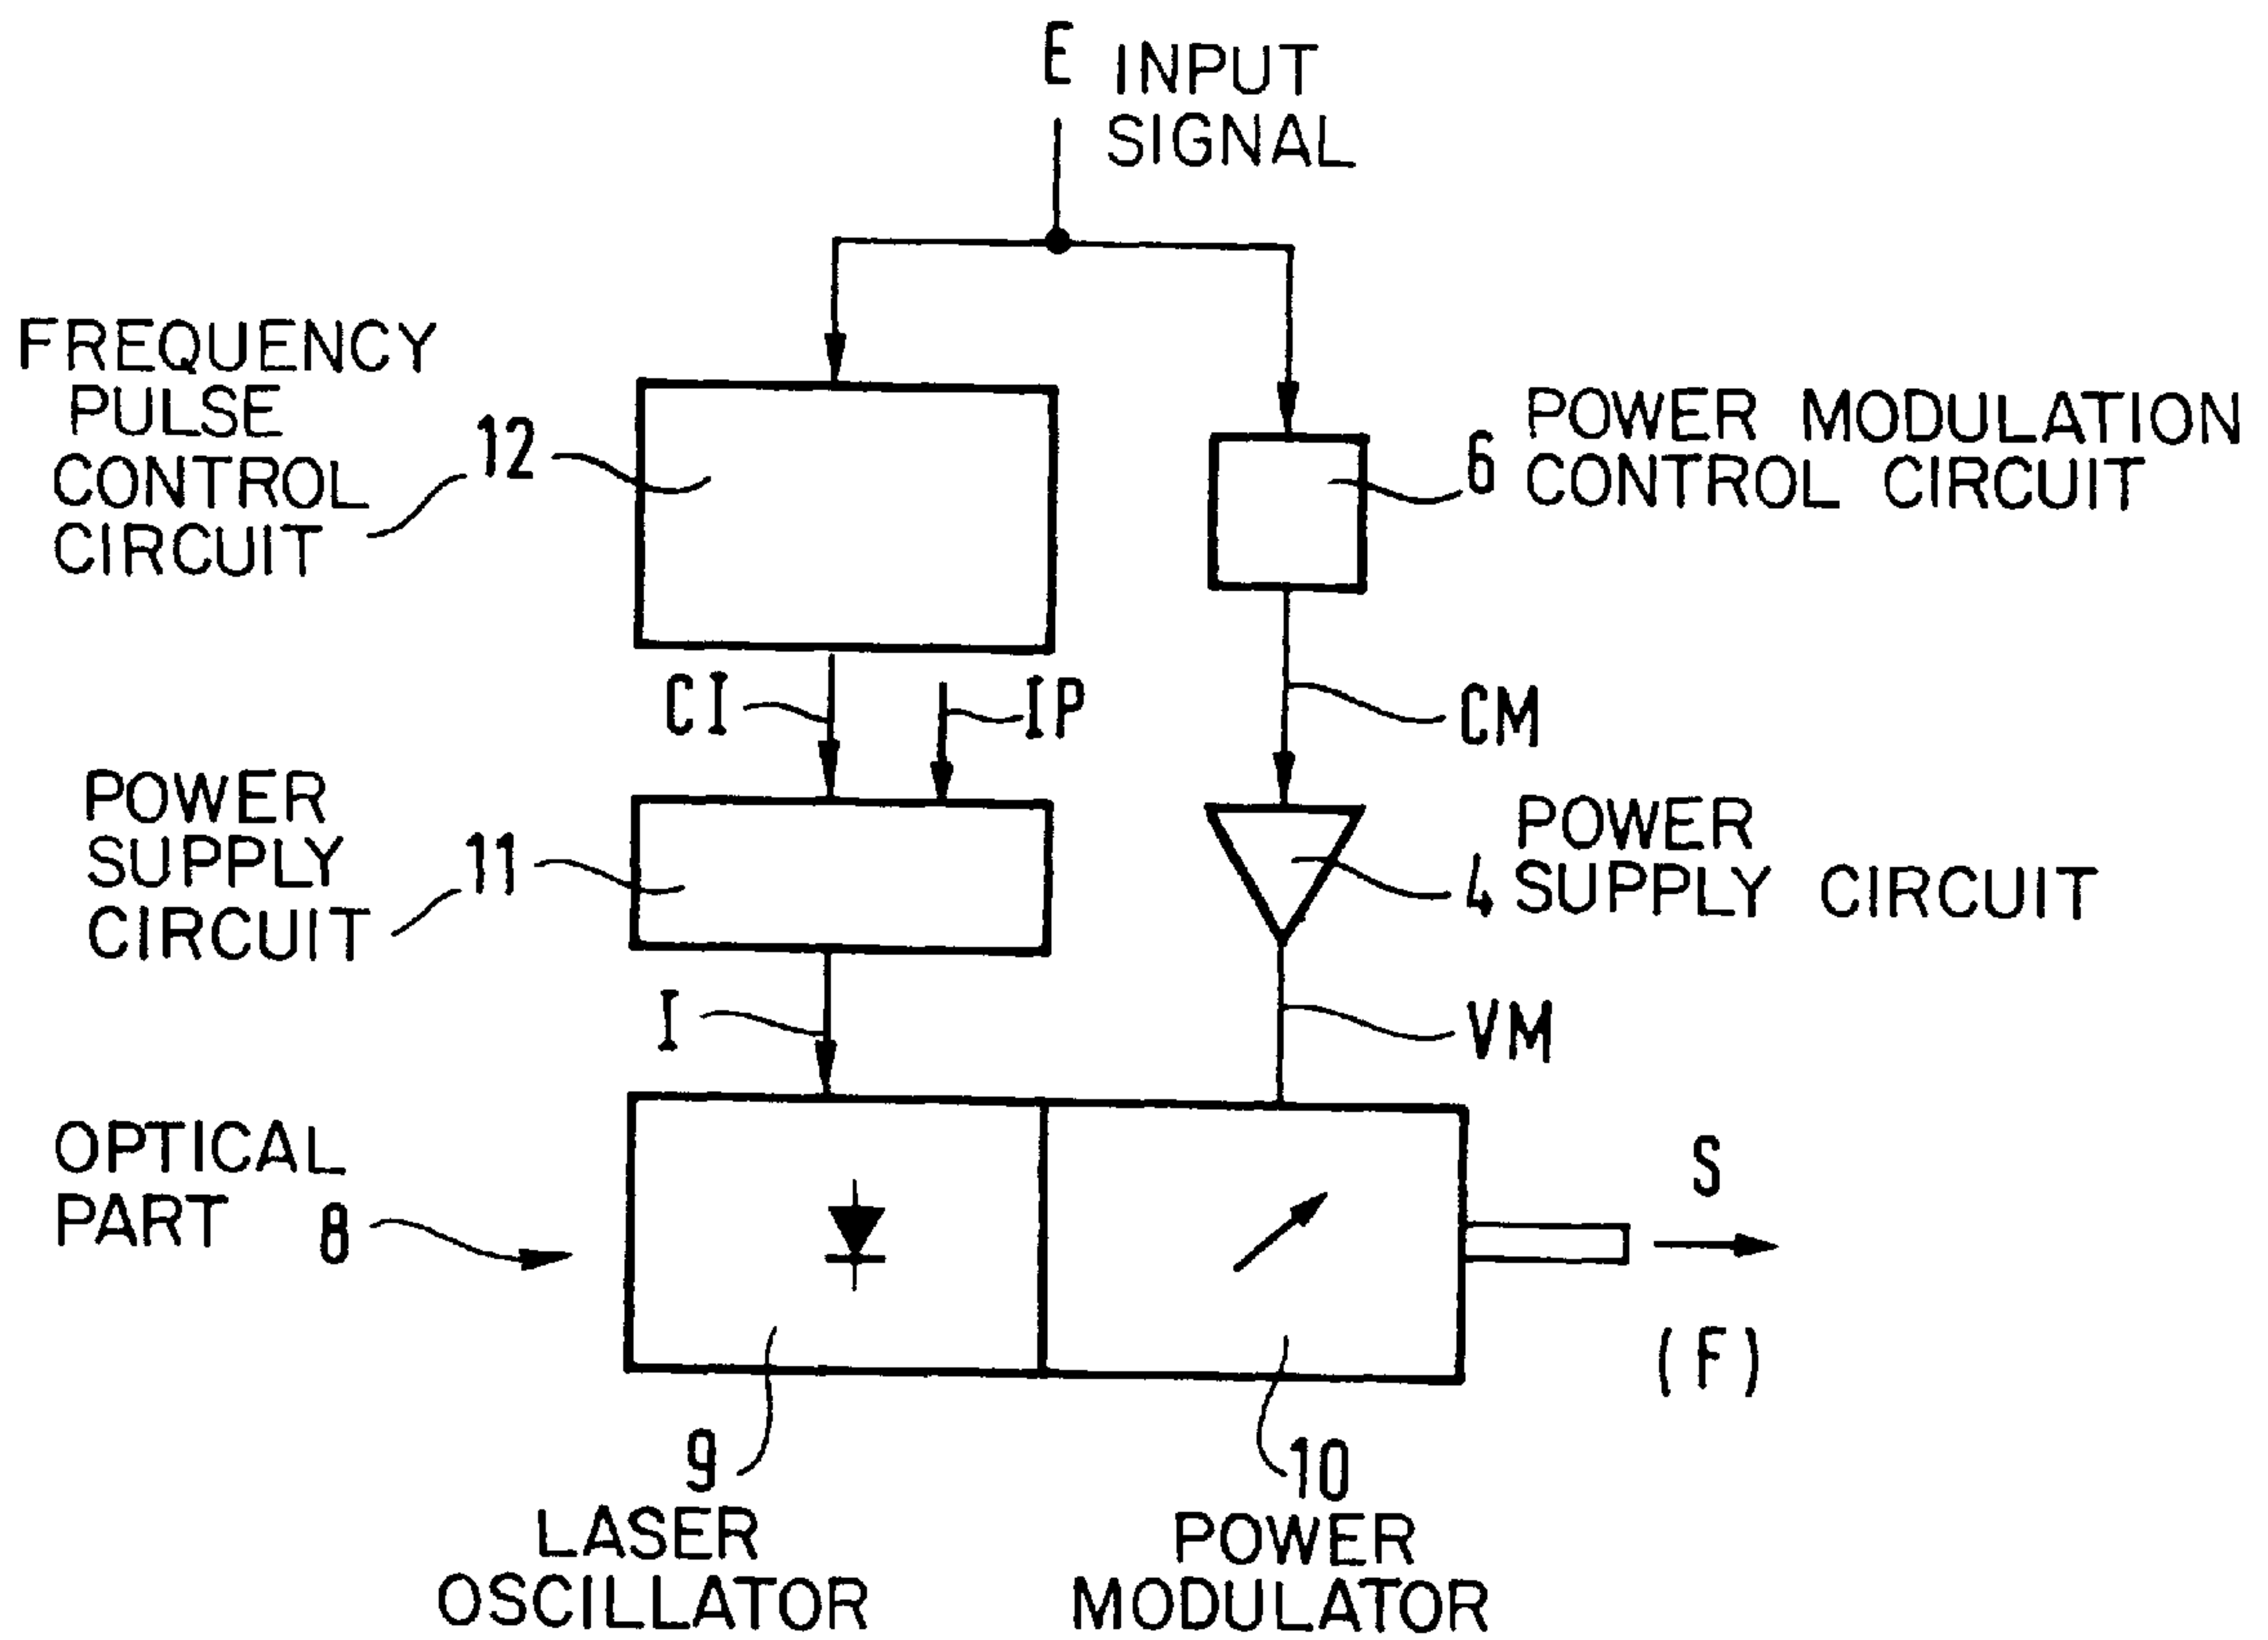 E INPUT
SIGNAL
FREQUENCY
PULSE
CONTROL
CIRCUIT
12
6 POWER MODULATION
CONTROL CIRCUIT
CI
IP
CM
POWER
SUPPLY
CIRCUIT
11
4 POWER
SUPPLY CIRCUIT
I
VM
OPTICAL
PART 8
S
(F)
9
LASER
OSCILLATOR
10
POWER
MODULATOR